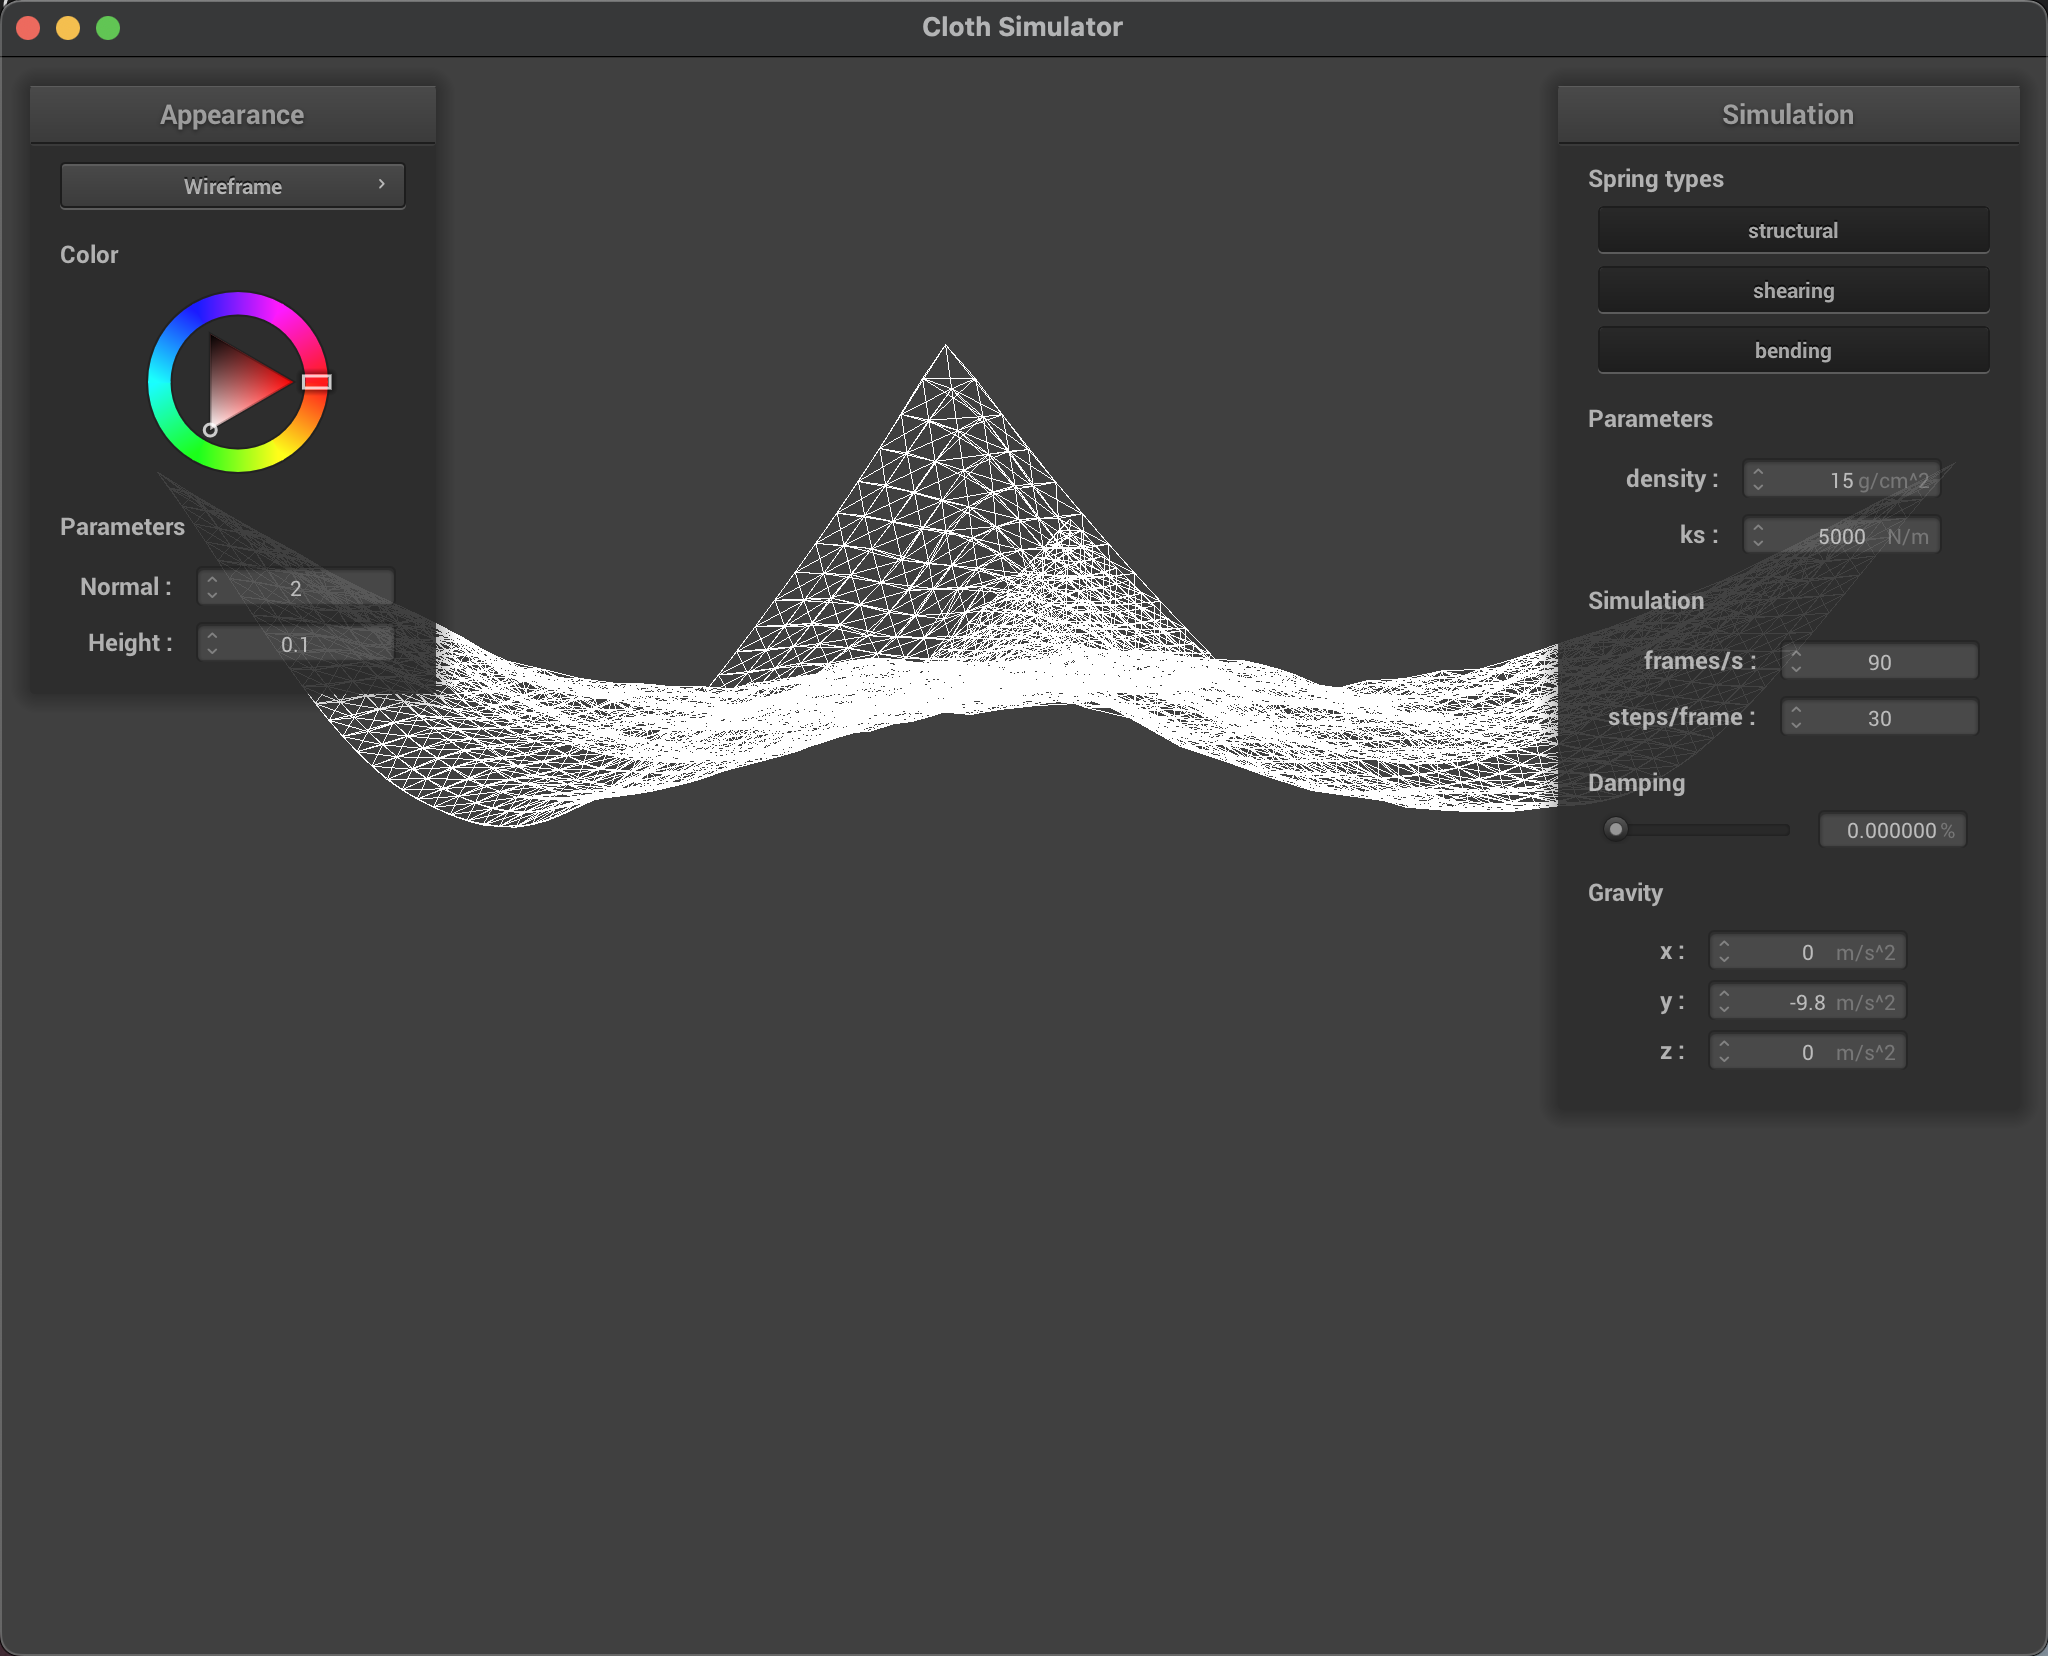 Cloth Simulator
Appearance
Wireframe
Color
Parameters
Normal : 2
Height : 0.1
Simulation
Spring types
structural
shearing
bending
Parameters
density : 15 g/cm^2
ks : 5000 N/m
Simulation
frames/s : 90
steps/frame : 30
Damping
0.000000 %
Gravity
x : 0 m/s^2
y : -9.8 m/s^2
z : 0 m/s^2